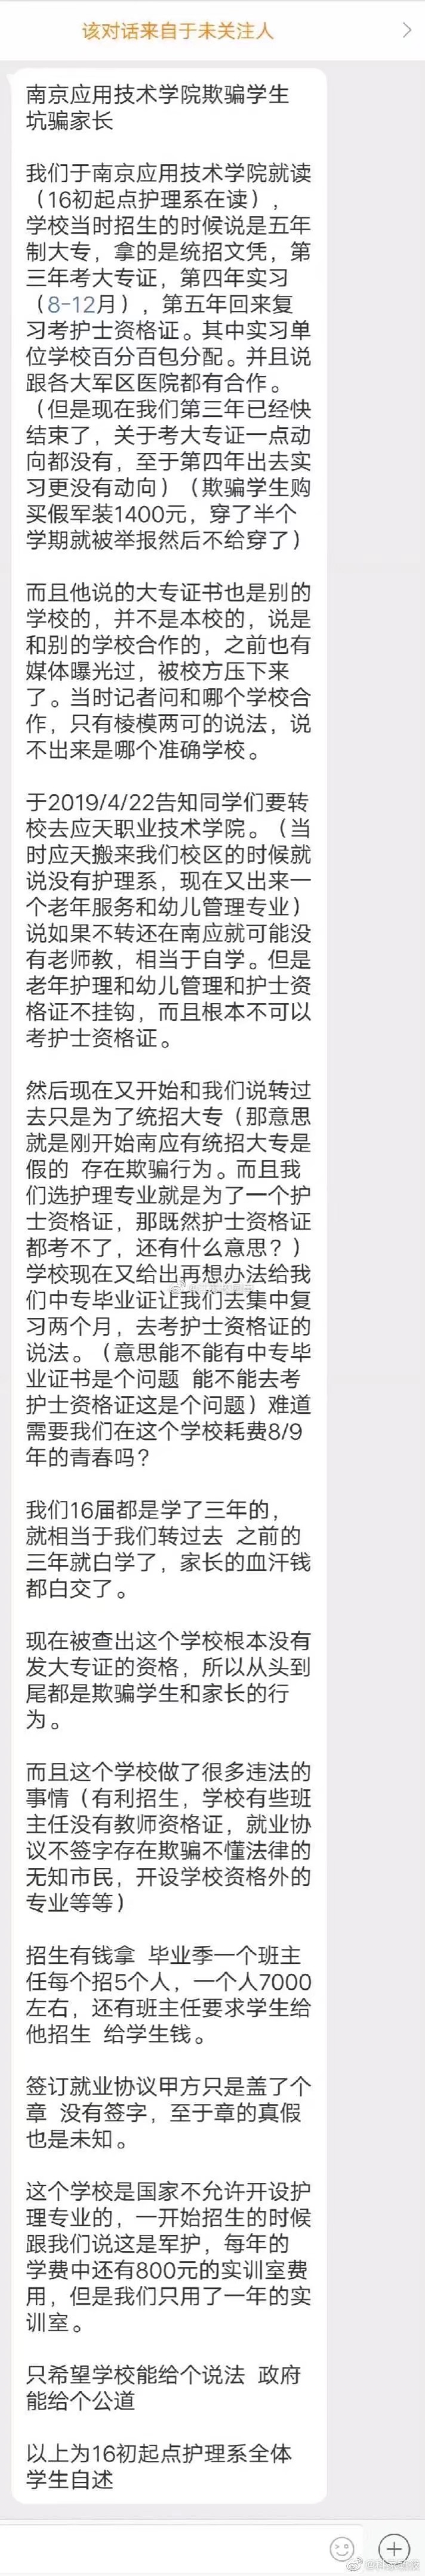 该对话来自于未关注人
南京应用技术学院欺骗学生
坑骗家长
我们于南京应用技术学院就读
（16初起点护理系在读），
学校当时招生的时候说是五年
制大专，拿的是统招文凭，第
三年考大专证，第四年实习
（8-12月），第五年回来复
习考护士资格证。其中实习单
位学校百分百包分配。并且说
跟各大军区医院都有合作。
（但是现在我们第三年已经快
结束了，关于考大专证一点动
向都没有，至于第四年出去实
习更没有动向）（欺骗学生购
买假军装1400元，穿了半个
学期就被举报然后不给穿了）
而且他说的大专证书也是别的
学校的，并不是本校的，说是
和别的学校合作的，之前也有
媒体曝光过，被校方压下来
了。当时记者问和哪个学校合
作，只有棱模两可的说法，说
不出来是哪个准确学校。
于2019/4/22告知同学们要转
校去应天职业技术学院。（当
时应天搬来我们校区的时候就
说没有护理系，现在又出来一
个老年服务和幼儿管理专业）
说如果不转还在南应就可能没
有老师教，相当于自学。但是
老年护理和幼儿管理和护士资
格证不挂钩，而且根本不可以
考护士资格证。
然后现在又开始和我们说转过
去只是为了统招大专（那意思
就是刚开始南应有统招大专是
假的 存在欺骗行为。而且我
们选护理专业就是为了一个护
士资格证，那既然护士资格证
都考不了，还有什么意思？）
学校现在又给出再想办法给我
们中专毕业证让我们去集中复
习两个月，去考护士资格证的
说法。（意思能不能有中专毕
业证书是个问题 能不能去考
护士资格证这是个问题）难道
需要我们在这个学校耗费8/9
年的青春吗？
我们16届都是学了三年的，
就相当于我们转过去 之前的
三年就白学了，家长的血汗钱
都白交了。
现在被查出这个学校根本没有
发大专证的资格，所以从头到
尾都是欺骗学生和家长的行
为。
而且这个学校做了很多违法的
事情（有利招生，学校有些班
主任没有教师资格证，就业协
议不签字存在欺骗不懂法律的
无知市民，开设学校资格外的
专业等等）
招生有钱拿 毕业季一个班主
任每个招5个人，一个人7000
左右，还有班主任要求学生给
他招生 给学生钱。
签订就业协议甲方只是盖了个
章 没有签字，至于章的真假
也是未知。
这个学校是国家不允许开设护
理专业的，一开始招生的时候
跟我们说这是军护，每年的
学费中还有800元的实训室费
用，但是我们只用了一年的实
训室。
只希望学校能给个说法 政府
能给个公道
以上为16初起点护理系全体
学生自述